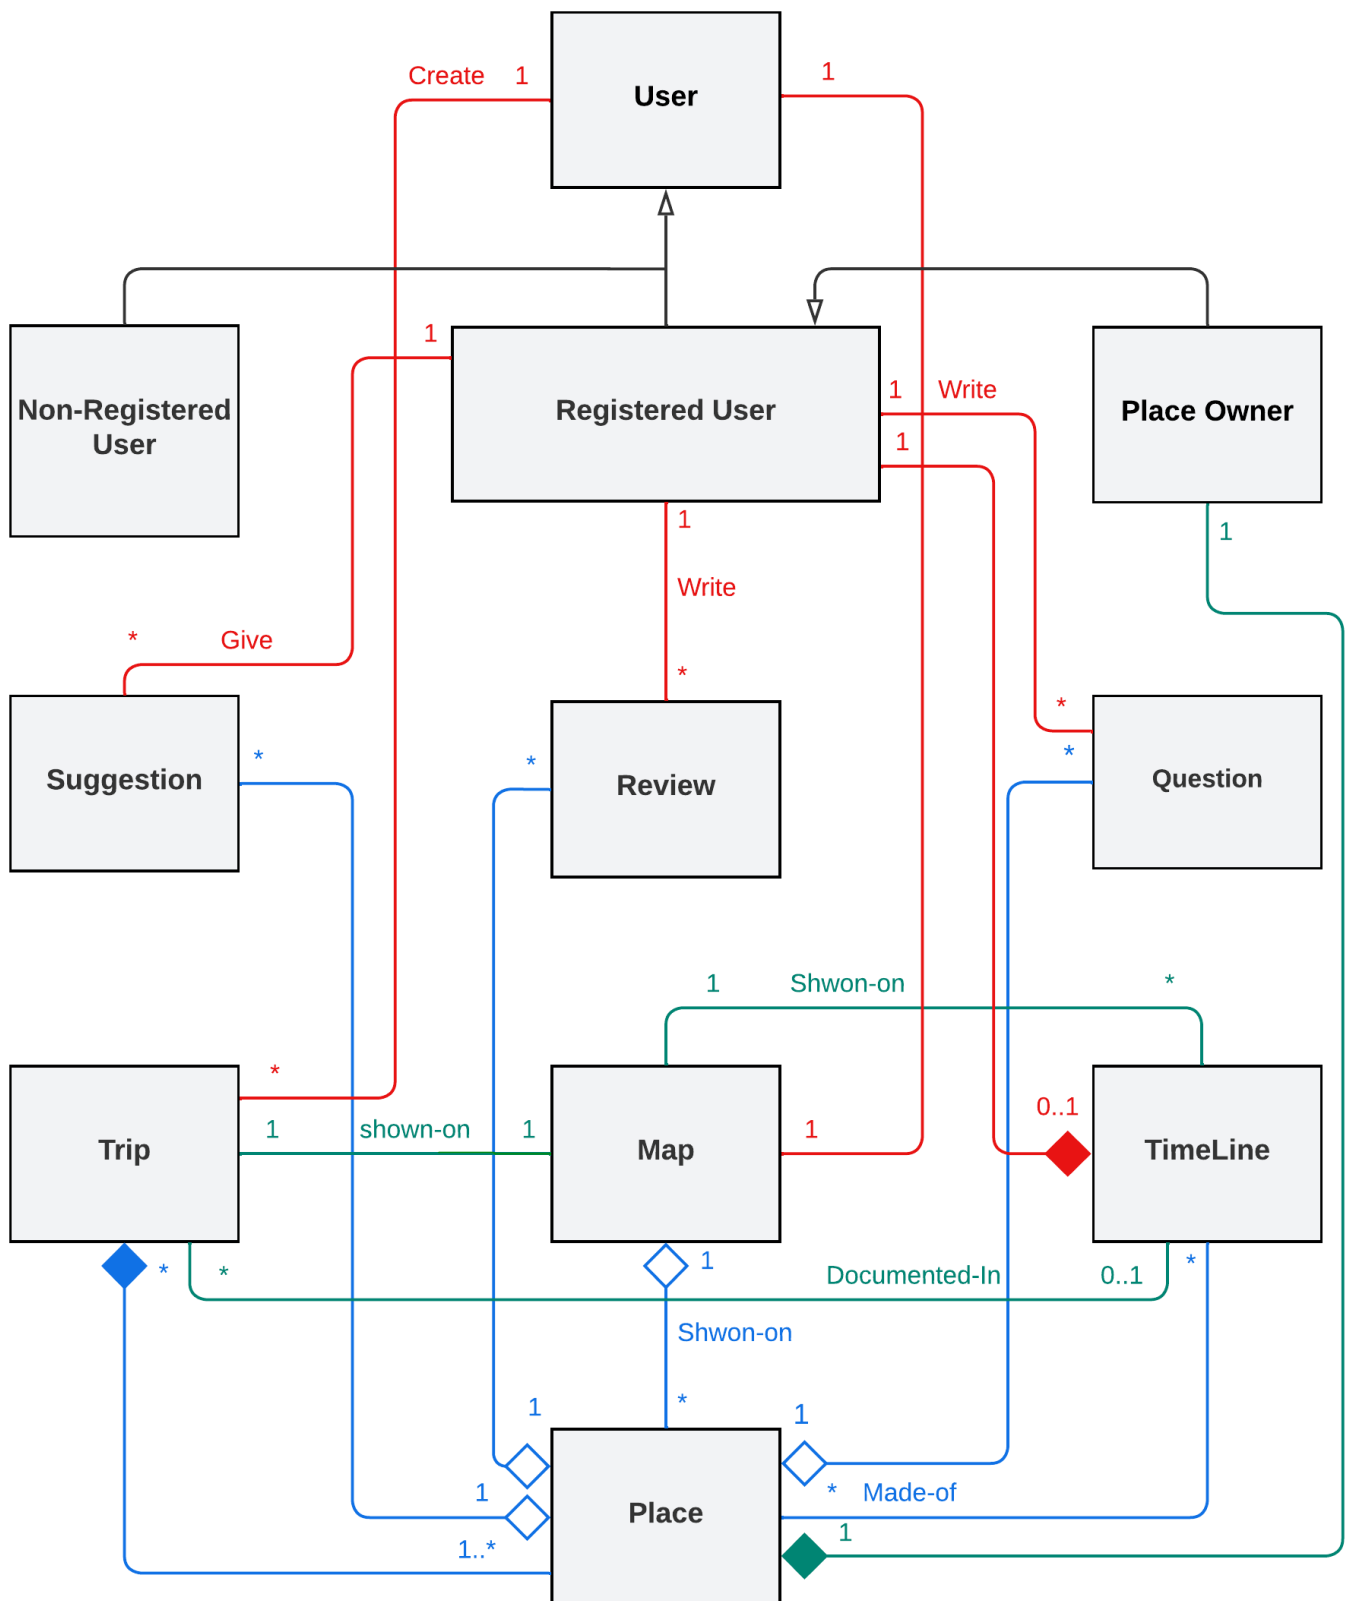 Create 1
1
User
1
Non-Registered
User
Registered User
1 Write
1
Place Owner
1
1
Write
* Give
*
*
Suggestion
*
*
Review
*
Question
1 Shwon-on *
*
0..1
Trip
1 shown-on 1
Map
1
TimeLine
*
*
1
Documented-In
0..1
*
Shwon-on
*
1
1
1
* Made-of
Place
1
1..*